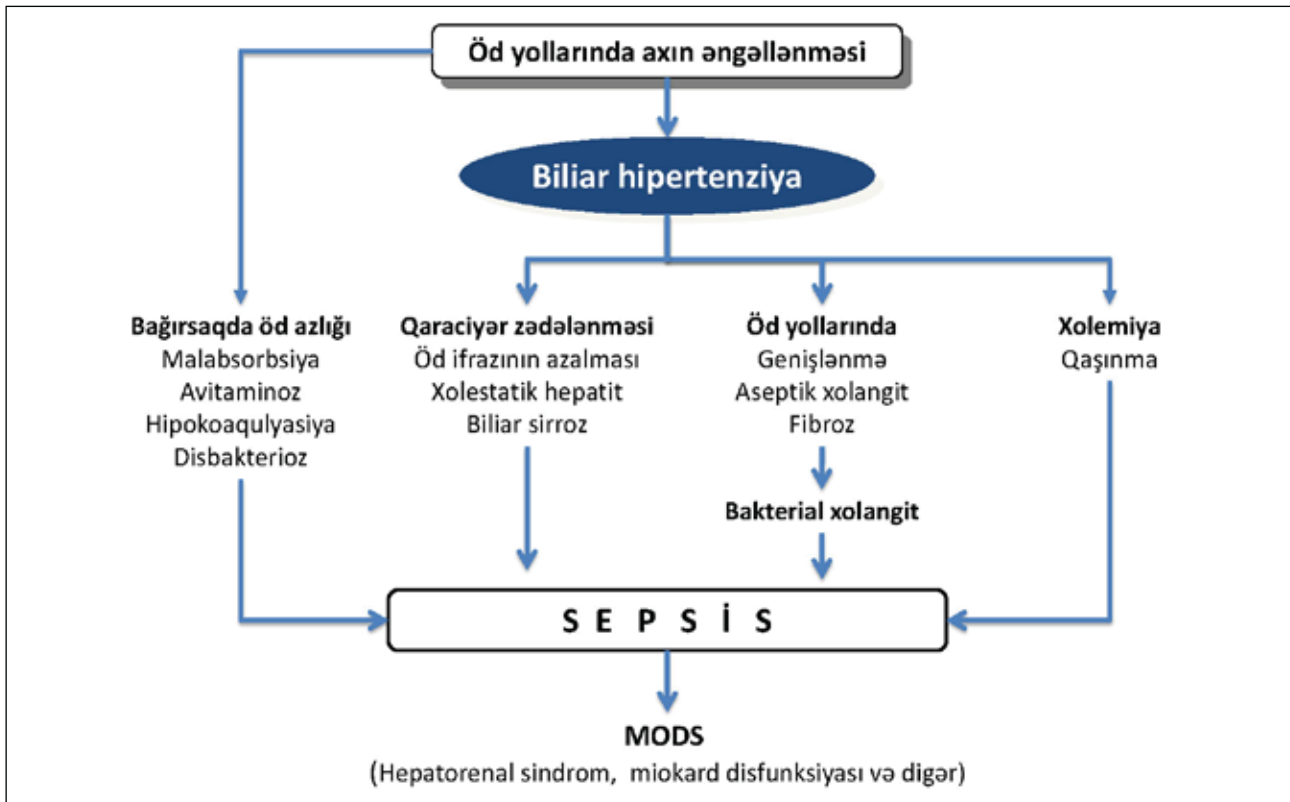 Öd yollarında axın əngəllənməsi
Biliar hipertenziya
Bağırsaqda öd azlığı
Malabsorbsiya
Avitaminoz
Hipokoaqulyasiya
Disbakterioz
Qaraciyər zədələnməsi
Öd ifrazının azalması
Xolestatik hepatit
Biliar sirroz
Öd yollarında
Genişlənmə
Aseptik xolangit
Fibroz
Bakterial xolangit
Xolemiya
Qaşınma
S E P S İ S
MODS
(Hepatorenal sindrom, miokard disfunksiyası və digər)